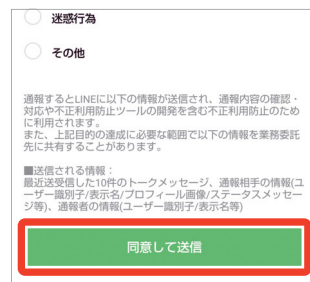 迷惑行為
その他
通報するとLINEに以下の情報が送信され、通報内容の確認・
対応や不正利用防止ツールの開発を含む不正利用防止のため
に利用されます。
また、上記目的の達成に必要な範囲で以下の情報を業務委託
先に共有することがあります。
■送信される情報：
最近送受信した10件のトークメッセージ、通報相手の情報(ユ
ーザー識別子/表示名/プロフィール画像/ステータスメッセー
ジ等)、通報者の情報(ユーザー識別子/表示名等)
同意して送信